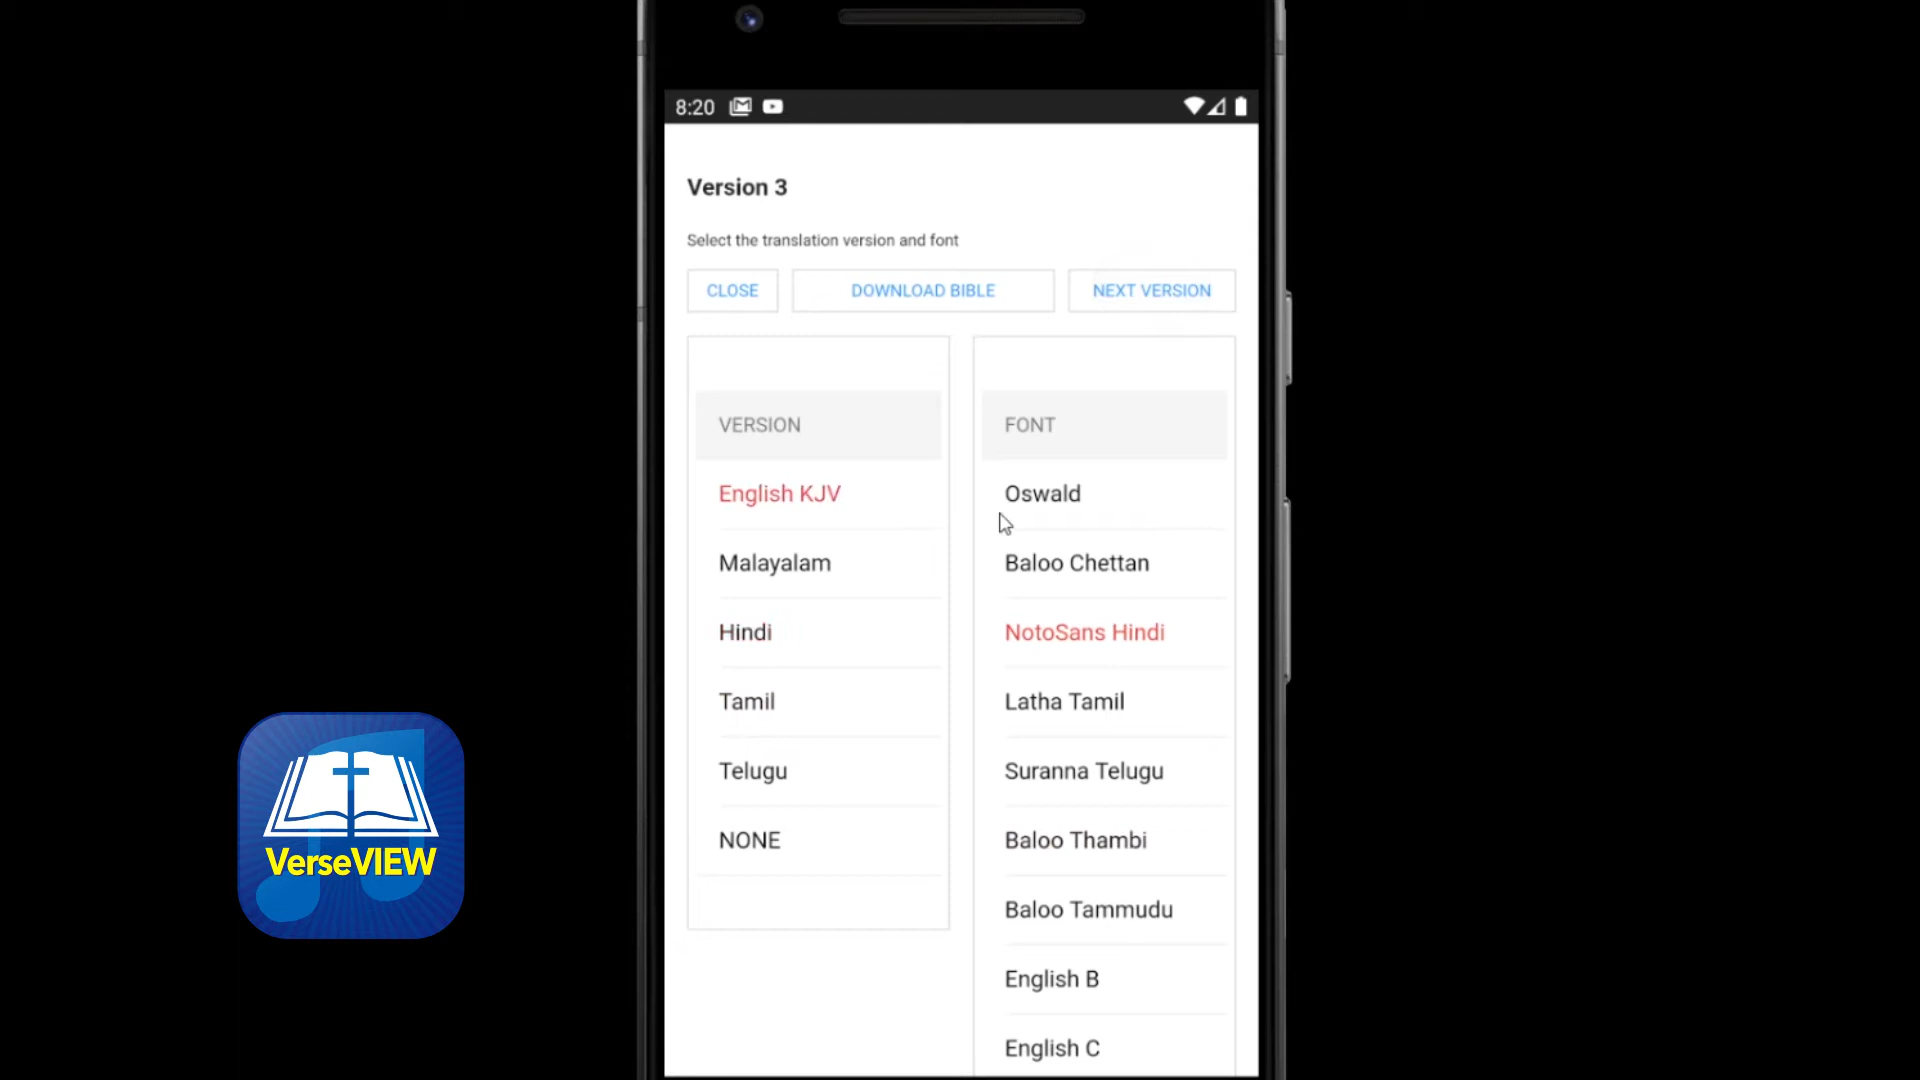 8:20
Version 3
Select the translation version and font
CLOSE
DOWNLOAD BIBLE
NEXT VERSION
VERSION
English KJV
Malayalam
Hindi
Tamil
Telugu
NONE
FONT
Oswald
Baloo Chettan
NotoSans Hindi
Latha Tamil
Suranna Telugu
Baloo Thambi
Baloo Tammudu
English B
English C
VerseVIEW